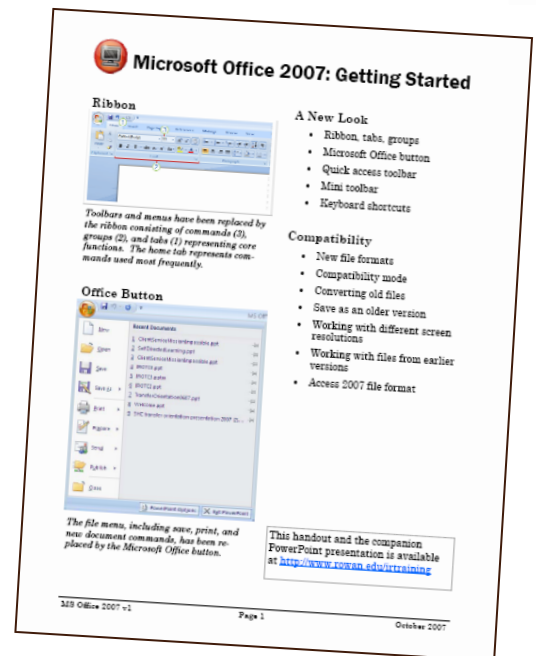 Microsoft Office 2007: Getting Started
Ribbon
Toolbars and menus have been replaced by
the ribbon consisting of commands (3),
groups (2), and tabs (1) representing core
functions. The home tab represents com-
mands used most frequently.
Office Button
New
Open
Save
Save As
Print
Prepare
Send
Publish
Close
Recent Documents
PowerPoint Options
Exit PowerPoint
The file menu, including save, print, and
new document commands, has been re-
placed by the Microsoft Office button.
A New Look
• Ribbon, tabs, groups
• Microsoft Office button
• Quick access toolbar
• Mini toolbar
• Keyboard shortcuts
Compatibility
• New file formats
• Compatibility mode
• Converting old files
• Save as an older version
• Working with different screen
resolutions
• Working with files from earlier
versions
• Access 2007 file format
This handout and the companion
PowerPoint presentation is available
at http://www.rowan.edu/irtraining
MS Office 2007 v1
Page 1
October 2007